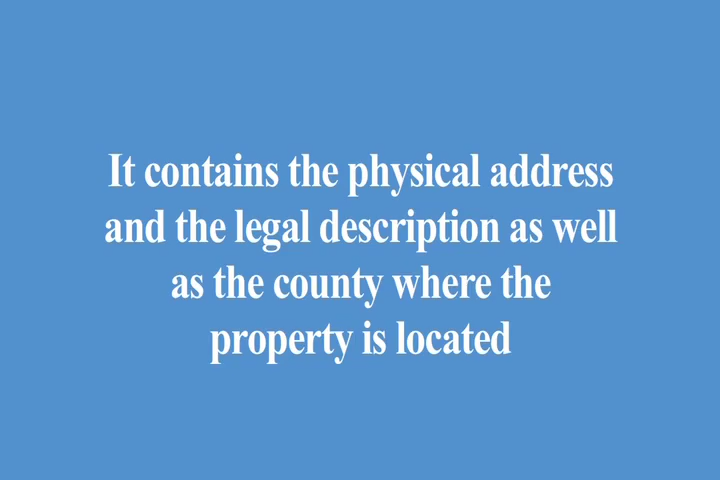 It contains the physical address
and the legal description as well
as the county where the
property is located